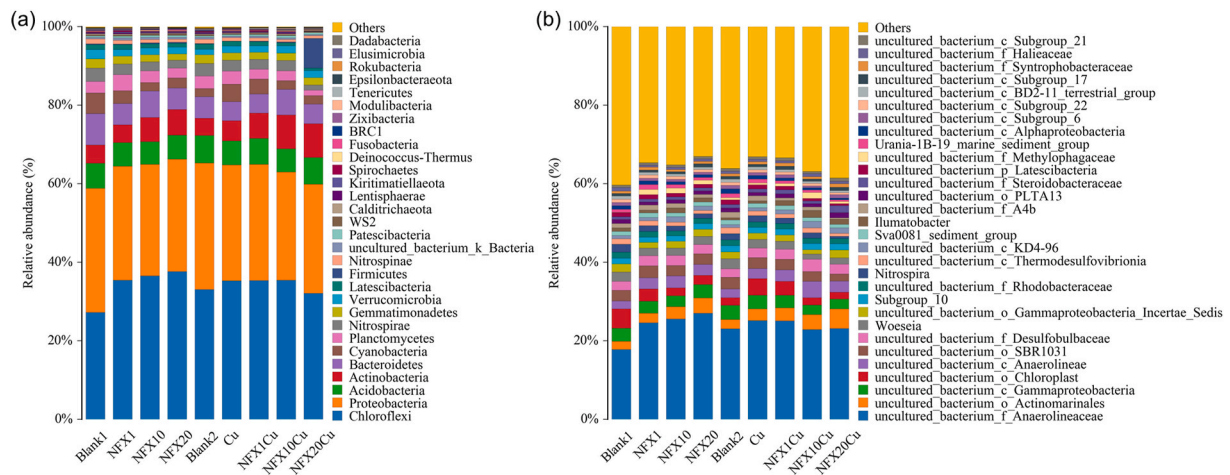 (a)
Relative abundance (%)
100%
80%
60%
40%
20%
0%
Blank1
NFX1
NFX10
NFX20
Blank2
Cu
NFX1Cu
NFX10Cu
NFX20Cu
Others
Dadabacteria
Elusimicrobia
Rokubacteria
Epsilonbacteraeota
Tenericutes
Modulibacteria
Zixibacteria
BRC1
Fusobacteria
Deinococcus-Thermus
Spirochaetes
Kiritimatiellaeota
Lentisphaerae
Calditrichaeota
WS2
Patescibacteria
uncultured_bacterium_k_Bacteria
Nitrospinae
Firmicutes
Latescibacteria
Verrucomicrobia
Gemmatimonadetes
Nitrospirae
Planctomycetes
Cyanobacteria
Bacteroidetes
Actinobacteria
Acidobacteria
Proteobacteria
Chloroflexi
(b)
Relative abundance (%)
100%
80%
60%
40%
20%
0%
Blank1
NFX1
NFX10
NFX20
Blank2
Cu
NFX1Cu
NFX10Cu
NFX20Cu
Others
uncultured_bacterium_c_Subgroup_21
uncultured_bacterium_f_Halieaceae
uncultured_bacterium_f_Syntrophobacteraceae
uncultured_bacterium_c_Subgroup_17
uncultured_bacterium_c_BD2-11_terrestrial_group
uncultured_bacterium_c_Subgroup_22
uncultured_bacterium_c_Subgroup_6
uncultured_bacterium_c_Alphaproteobacteria
Urania-1B-19_marine_sediment_group
uncultured_bacterium_f_Methylophagaceae
uncultured_bacterium_p_Latescibacteria
uncultured_bacterium_f_Steroidobacteraceae
uncultured_bacterium_o_PLTA13
uncultured_bacterium_f_A4b
Ilumatobacter
Sva0081_sediment_group
uncultured_bacterium_c_KD4-96
uncultured_bacterium_c_Thermodesulfovibrionia
Nitrospira
uncultured_bacterium_f_Rhodobacteraceae
Subgroup_10
uncultured_bacterium_o_Gammaproteobacteria_Incertae_Sedis
Woeseia
uncultured_bacterium_f_Desulfobulbaceae
uncultured_bacterium_o_SBR1031
uncultured_bacterium_c_Anaerolineae
uncultured_bacterium_o_Chloroplast
uncultured_bacterium_c_Gammaproteobacteria
uncultured_bacterium_o_Actinomarinales
uncultured_bacterium_f_Anaerolineaceae